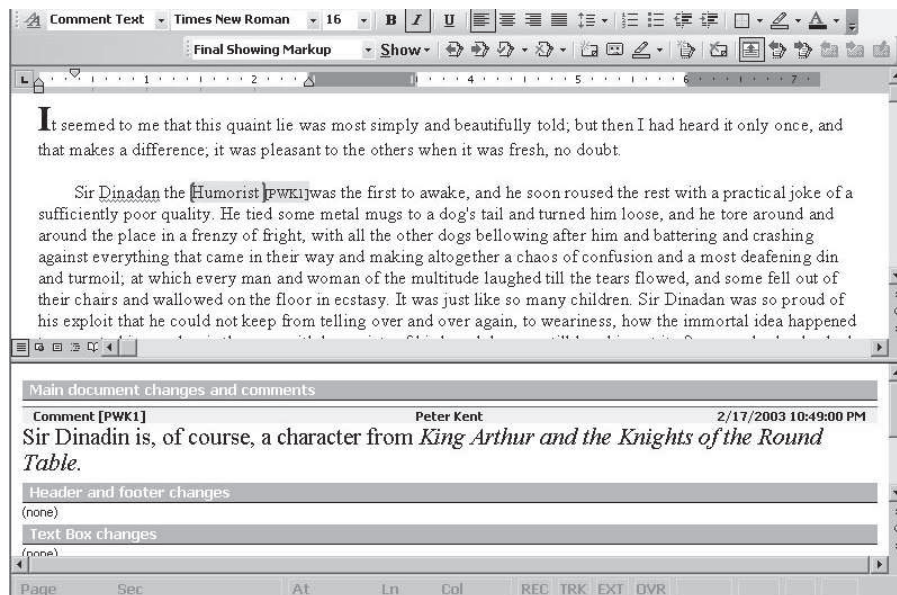 Comment Text Times New Roman 16 B I U A
Final Showing Markup Show
L 1 2 4 5 6 7
It seemed to me that this quaint lie was most simply and beautifully told; but then I had heard it only once, and
that makes a difference; it was pleasant to the others when it was fresh, no doubt.
Sir Dinadan the [Humorist ][PWK1]was the first to awake, and he soon roused the rest with a practical joke of a
sufficiently poor quality. He tied some metal mugs to a dog's tail and turned him loose, and he tore around and
around the place in a frenzy of fright, with all the other dogs bellowing after him and battering and crashing
against everything that came in their way and making altogether a chaos of confusion and a most deafening din
and turmoil; at which every man and woman of the multitude laughed till the tears flowed, and some fell out of
their chairs and wallowed on the floor in ecstasy. It was just like so many children. Sir Dinadan was so proud of
his exploit that he could not keep from telling over and over again, to weariness, how the immortal idea happened
Main document changes and comments
Comment [PWK1] Peter Kent 2/17/2003 10:49:00 PM
Sir Dinadin is, of course, a character from King Arthur and the Knights of the Round
Table.
Header and footer changes
(none)
Text Box changes
(none)
Page Sec At Ln Col REC TRK EXT OVR